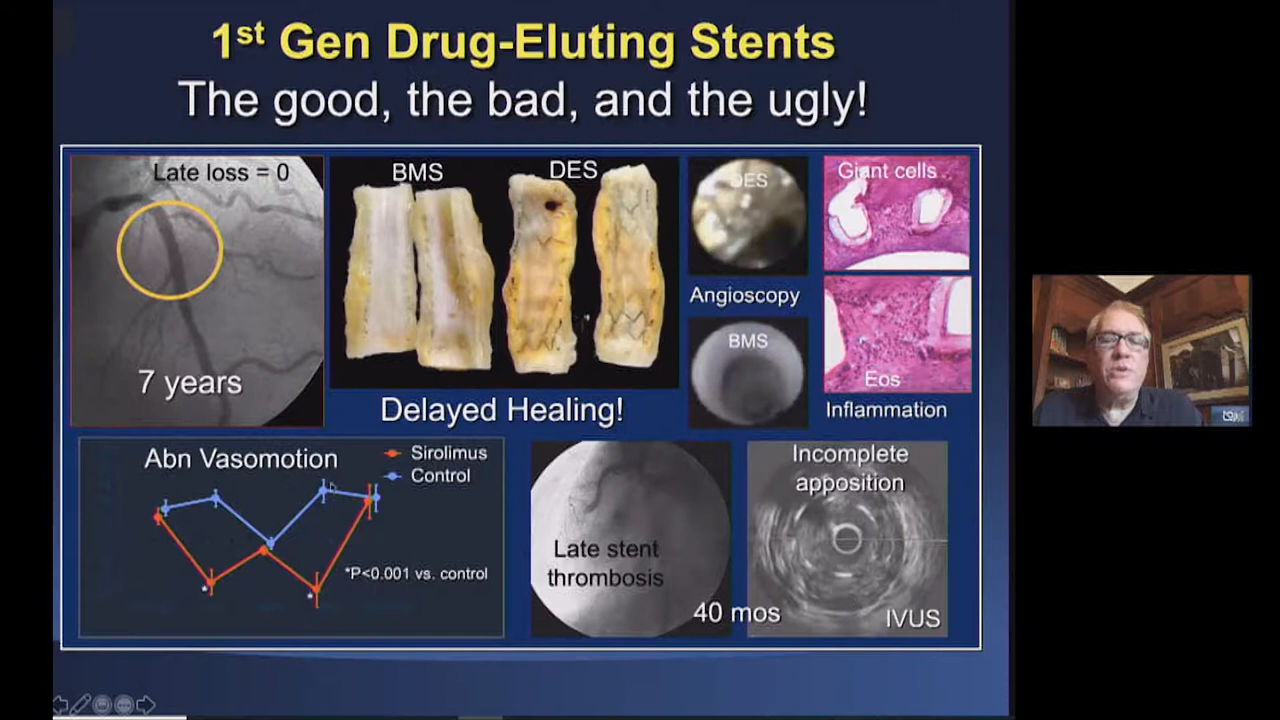 1st Gen Drug-Eluting Stents
The good, the bad, and the ugly!
Late loss = 0
7 years
BMS
DES
Delayed Healing!
DES
Angioscopy
BMS
Giant cells
Eos
Inflammation
Abn Vasomotion
Sirolimus
Control
*P<0.001 vs. control
*
*
Late stent
thrombosis
40 mos
Incomplete
apposition
IVUS